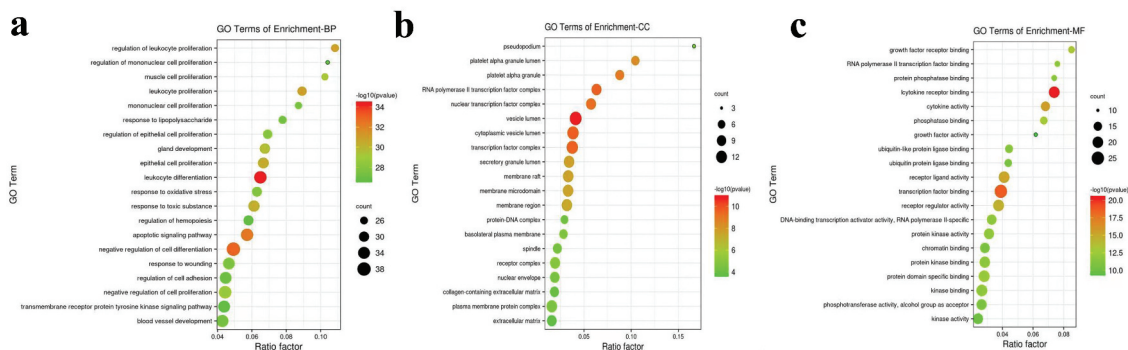 a
GO Terms of Enrichment-BP
GO Term
regulation of leukocyte proliferation
regulation of mononuclear cell proliferation
muscle cell proliferation
leukocyte proliferation
mononuclear cell proliferation
response to lipopolysaccharide
regulation of epithelial cell proliferation
gland development
epithelial cell proliferation
leukocyte differentiation
response to oxidative stress
response to toxic substance
regulation of hemopoiesis
apoptotic signaling pathway
negative regulation of cell differentiation
response to wounding
regulation of cell adhesion
negative regulation of cell proliferation
transmembrane receptor protein tyrosine kinase signaling pathway
blood vessel development
0.04 0.06 0.08 0.10
Ratio factor
-log10(pvalue)
34
32
30
28
count
26
30
34
38
b
GO Terms of Enrichment-CC
GO Term
pseudopodium
platelet alpha granule lumen
platelet alpha granule
RNA polymerase II transcription factor complex
nuclear transcription factor complex
vesicle lumen
cytoplasmic vesicle lumen
transcription factor complex
secretory granule lumen
membrane raft
membrane microdomain
membrane region
protein-DNA complex
basolateral plasma membrane
spindle
receptor complex
nuclear envelope
collagen-containing extracellular matrix
plasma membrane protein complex
extracellular matrix
0.05 0.10 0.15
Ratio factor
count
3
6
9
12
-log10(pvalue)
10
8
6
4
c
GO Terms of Enrichment-MF
GO Term
growth factor receptor binding
RNA polymerase II transcription factor binding
protein phosphatase binding
lcytokine receptor binding
cytokine activity
phosphatase binding
growth factor activity
ubiquitin-like protein ligase binding
ubiquitin protein ligase binding
receptor ligand activity
transcription factor binding
receptor regulator activity
DNA-binding transcription activator activity, RNA polymerase II-specific
protein kinase activity
chromatin binding
protein kinase binding
protein domain specific binding
kinase binding
phosphotransferase activity, alcohol group as acceptor
kinase activity
0.04 0.06 0.08
Ratio factor
count
10
15
20
25
-log10(pvalue)
20.0
17.5
15.0
12.5
10.0